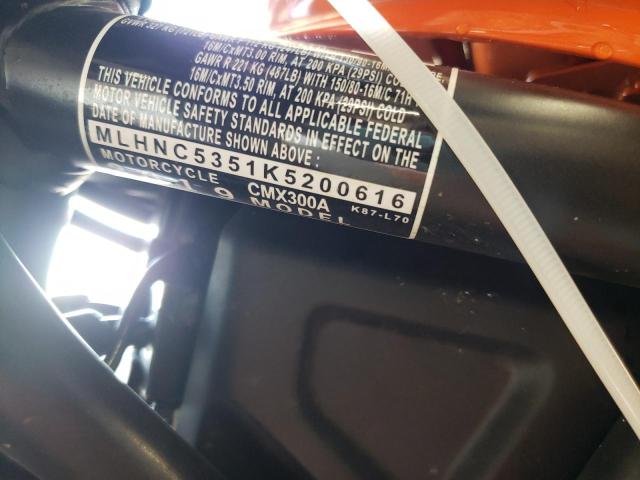 16M/CxMT3.00 RIM, AT 200 KPA (29PSI) COLD
GAWR R 221 KG (487LB) WITH 150/80-16M/C 71H
16M/CxMT3.50 RIM, AT 200 KPA (29PSI) COLD
THIS VEHICLE CONFORMS TO ALL APPLICABLE FEDERAL
MOTOR VEHICLE SAFETY STANDARDS IN EFFECT ON THE
DATE OF MANUFACTURE SHOWN ABOVE:
MLHNC5351K5200616
MOTORCYCLE CMX300A K87-L70
MODEL